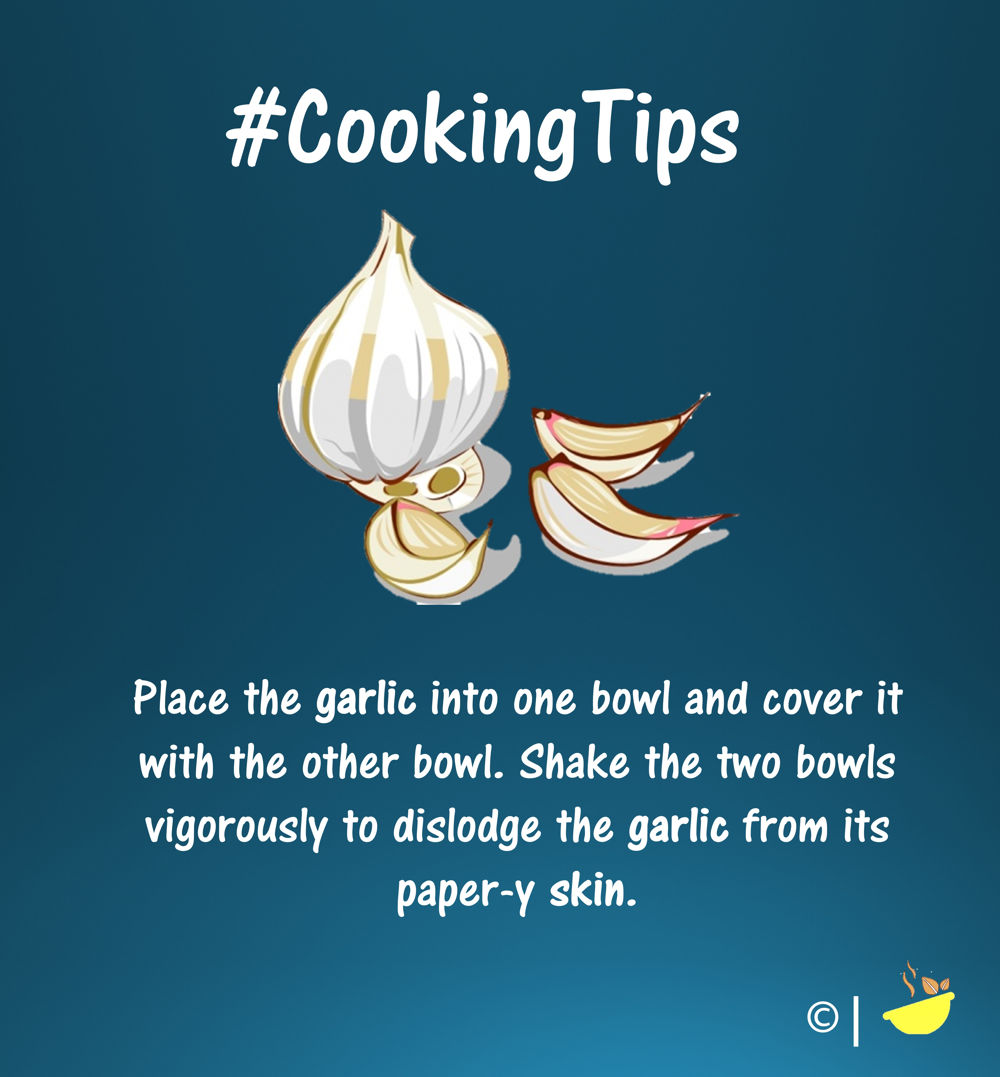 #CookingTips
Place the garlic into one bowl and cover it
with the other bowl. Shake the two bowls
vigorously to dislodge the garlic from its
paper-y skin.
© |